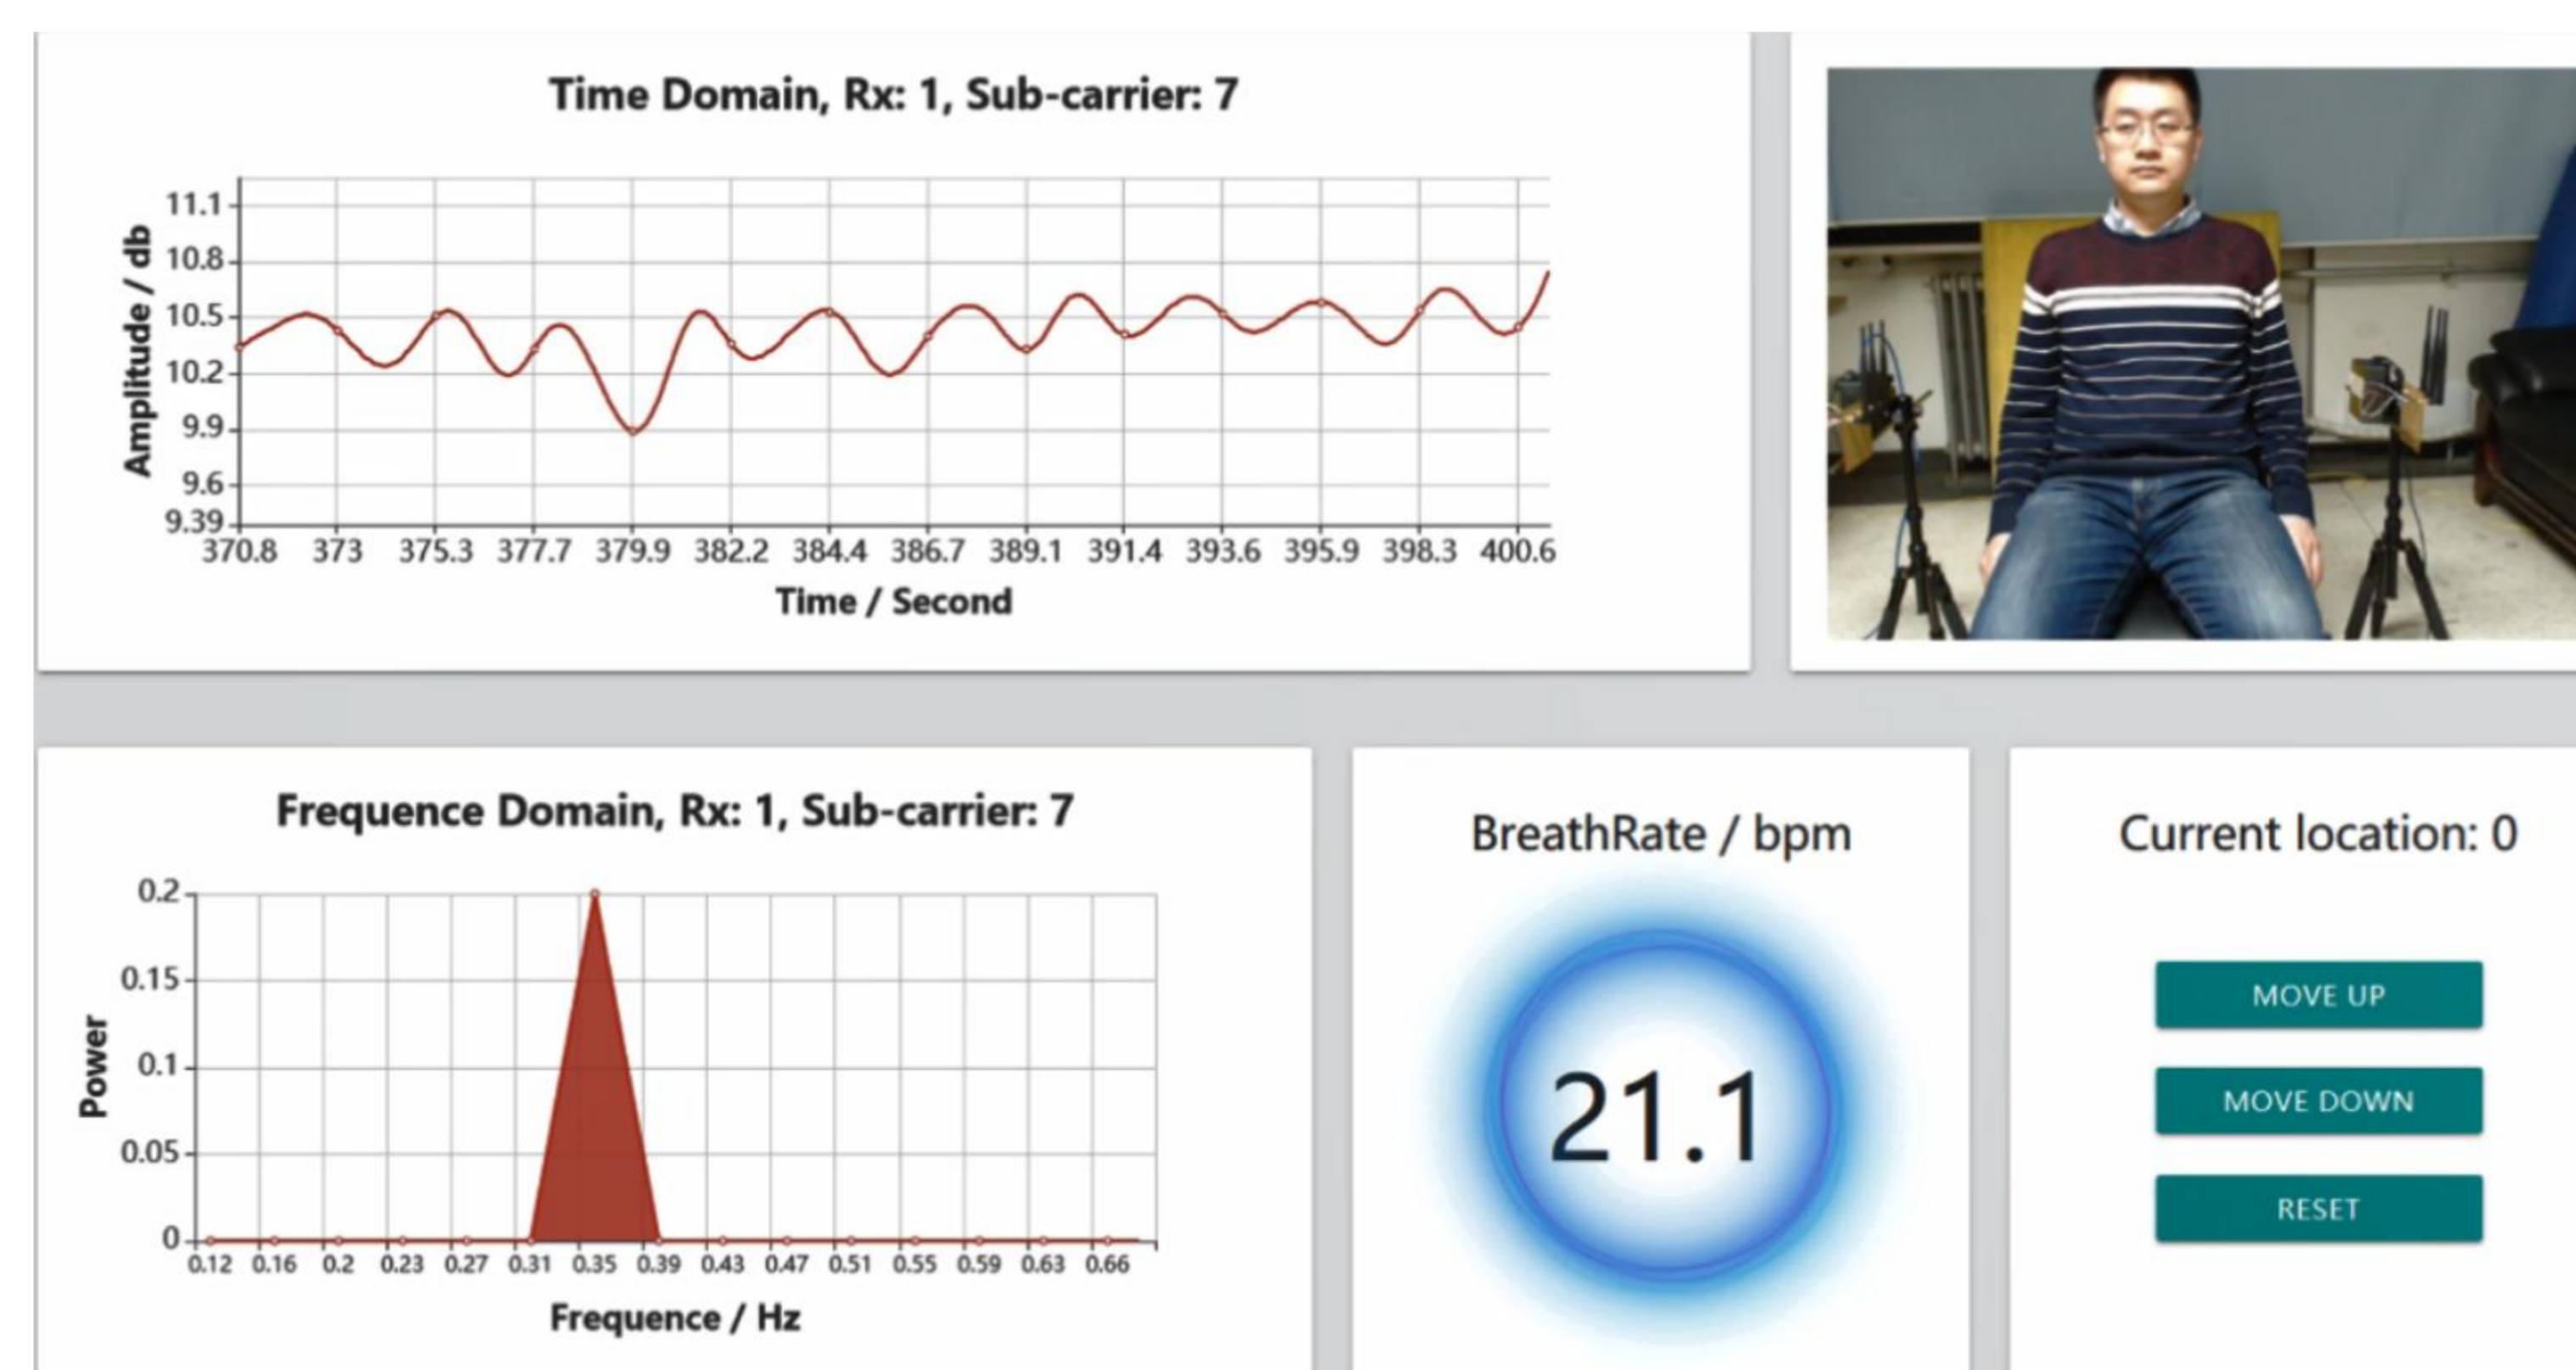 Time Domain, Rx: 1, Sub-carrier: 7
Amplitude / db
11.1
10.8
10.5
10.2
9.9
9.6
9.39
370.8 373 375.3 377.7 379.9 382.2 384.4 386.7 389.1 391.4 393.6 395.9 398.3 400.6
Time / Second
Frequence Domain, Rx: 1, Sub-carrier: 7
Power
0.2
0.15
0.1
0.05
0
0.12 0.16 0.2 0.23 0.27 0.31 0.35 0.39 0.43 0.47 0.51 0.55 0.59 0.63 0.66
Frequence / Hz
BreathRate / bpm
21.1
Current location: 0
MOVE UP
MOVE DOWN
RESET